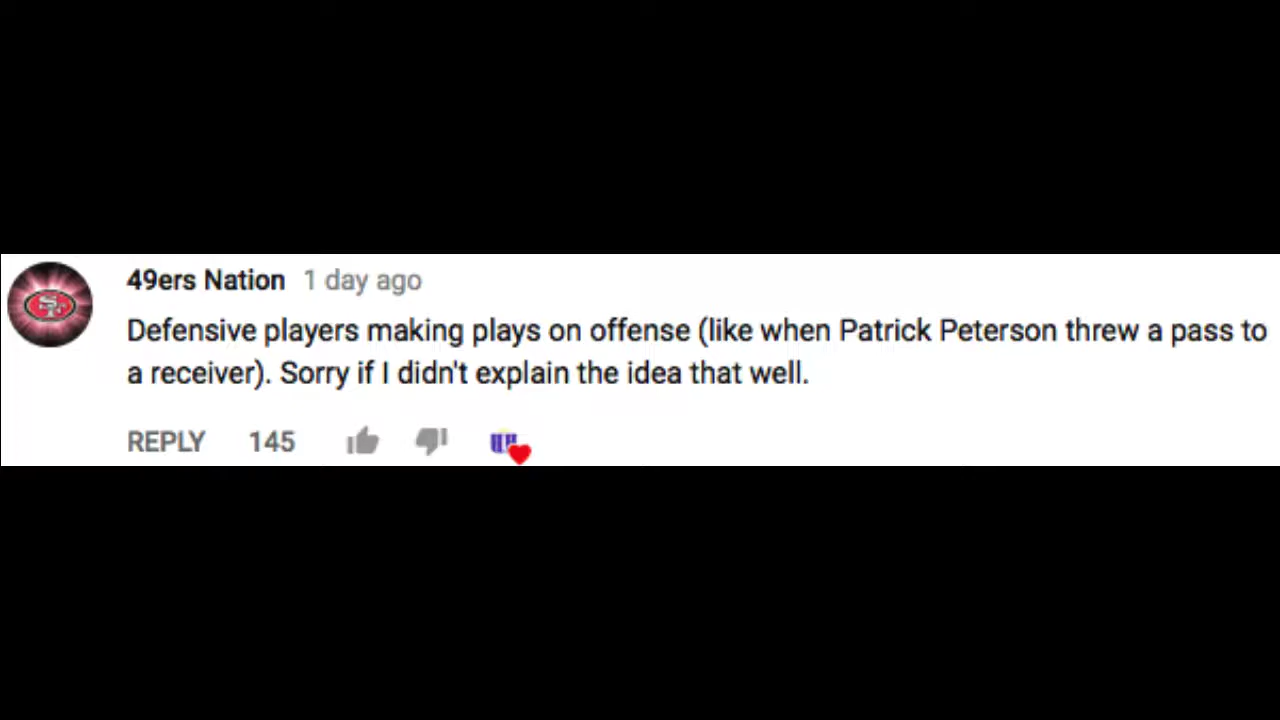 49ers Nation 1 day ago
Defensive players making plays on offense (like when Patrick Peterson threw a pass to
a receiver). Sorry if I didn't explain the idea that well.
REPLY 145